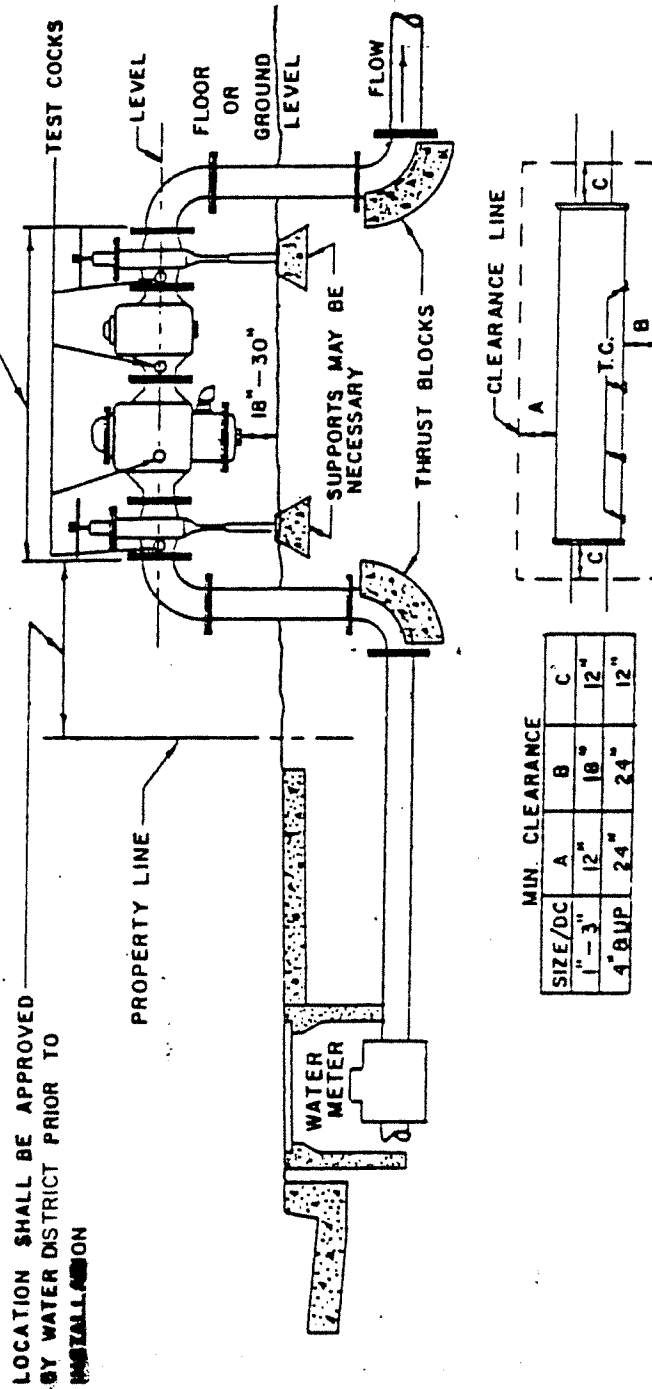 LOCATION SHALL BE APPROVED
BY WATER DISTRICT PRIOR TO
INSTALLATION
PROPERTY LINE
TEST COCKS
LEVEL
FLOOR
OR
GROUND
LEVEL
FLOW
18"-30"
SUPPORTS MAY BE
NECESSARY
THRUST BLOCKS
WATER
METER
CLEARANCE LINE
A
C
T.C.
C
B
MIN. CLEARANCE
SIZE/DC A B C
1"-3" 12" 18" 12"
4"&UP 24" 24" 12"